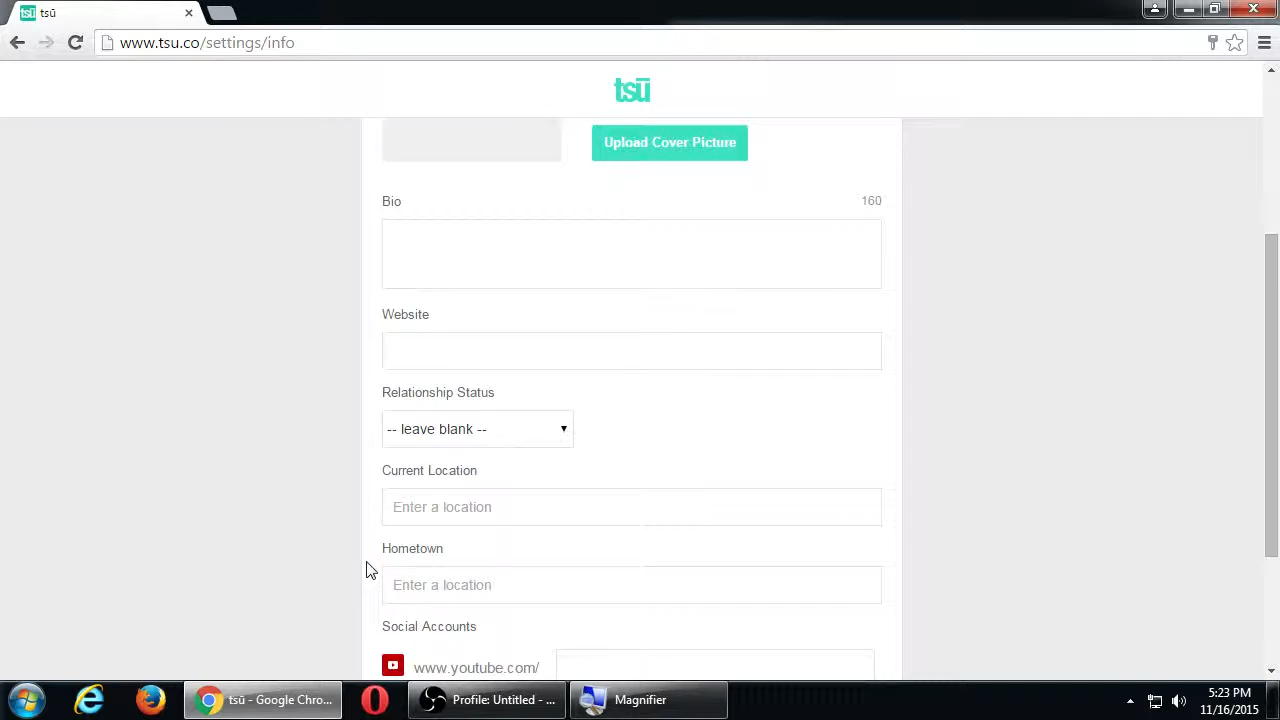 tsū
www.tsu.co/settings/info
tsū
Upload Cover Picture
Bio 160
Website
Relationship Status
-- leave blank --
Current Location
Enter a location
Hometown
Enter a location
Social Accounts
www.youtube.com/
tsū - Google Chro...
Profile: Untitled - ...
Magnifier
5:23 PM
11/16/2015